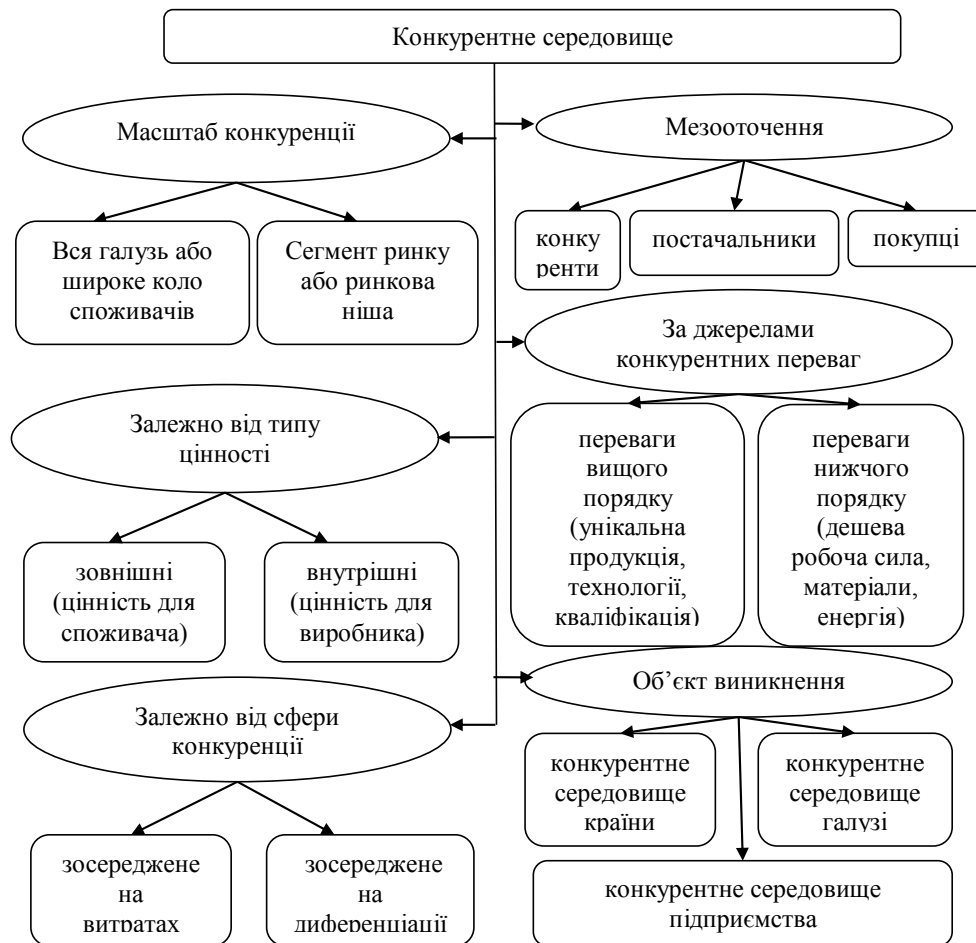 Конкурентне середовище
Масштаб конкуренції
Мезооточення
Вся галузь або
широке коло
споживачів
Сегмент ринку
або ринкова
ніша
конку
ренти
постачальники
покупці
За джерелами
конкурентних переваг
Залежно від типу
цінності
переваги
вищого
порядку
(унікальна
продукція,
технології,
кваліфікація)
переваги
нижчого
порядку
(дешева
робоча сила,
матеріали,
енергія)
зовнішні
(цінність для
споживача)
внутрішні
(цінність для
виробника)
Об’єкт виникнення
Залежно від сфери
конкуренції
конкурентне
середовище
країни
конкурентне
середовище
галузі
зосереджене
на
витратах
зосереджене
на
диференціації
конкурентне середовище
підприємства